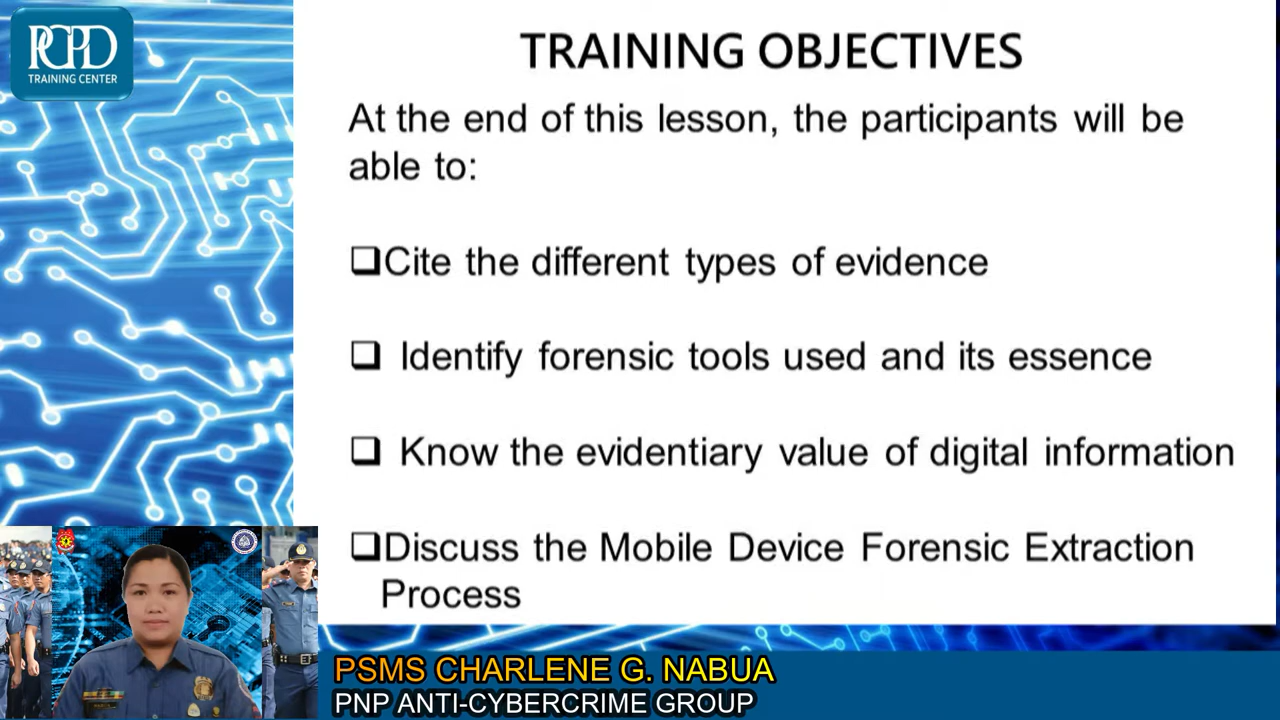 PCPD
TRAINING CENTER
TRAINING OBJECTIVES
At the end of this lesson, the participants will be
able to:
❑Cite the different types of evidence
❑ Identify forensic tools used and its essence
❑ Know the evidentiary value of digital information
❑Discuss the Mobile Device Forensic Extraction
Process
PSMS CHARLENE G. NABUA
PNP ANTI-CYBERCRIME GROUP